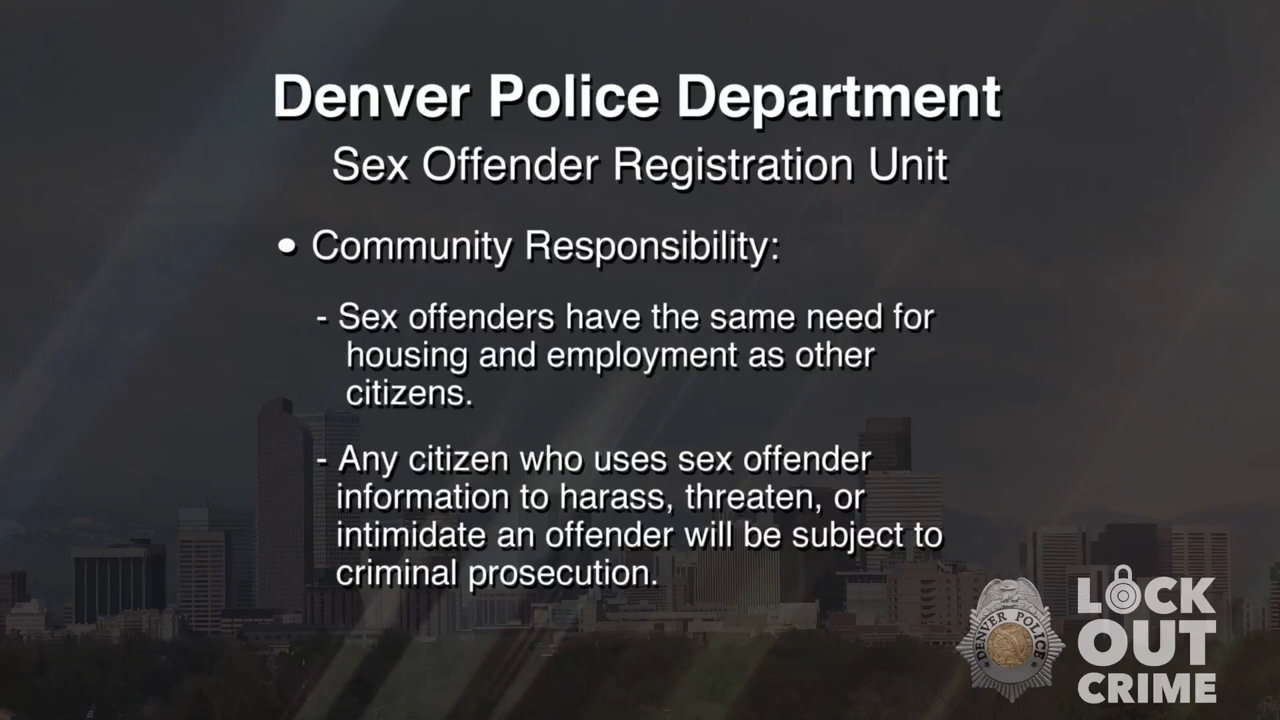 Denver Police Department
Sex Offender Registration Unit
• Community Responsibility:
- Sex offenders have the same need for
housing and employment as other
citizens.
- Any citizen who uses sex offender
information to harass, threaten, or
intimidate an offender will be subject to
criminal prosecution.
DENVER POLICE
LOCK
OUT
CRIME